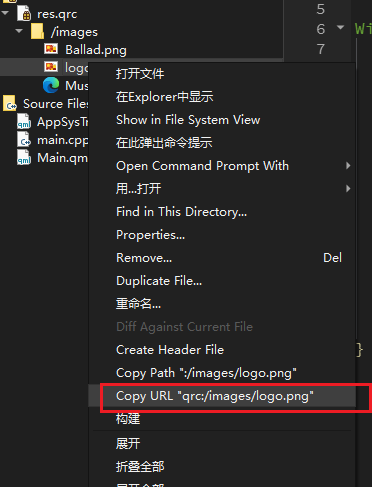 res.qrc
/images
Ballad.png
logo
Mus
Source Files
AppSysTr
main.cpp
Main.qm
5
6
Wi
}
打开文件
在Explorer中显示
Show in File System View
在此弹出命令提示
Open Command Prompt With
用...打开
Find in This Directory...
Properties...
Remove... Del
Duplicate File...
重命名...
Diff Against Current File
Create Header File
Copy Path ":/images/logo.png"
Copy URL "qrc:/images/logo.png"
构建
展开
折叠全部
展开全部